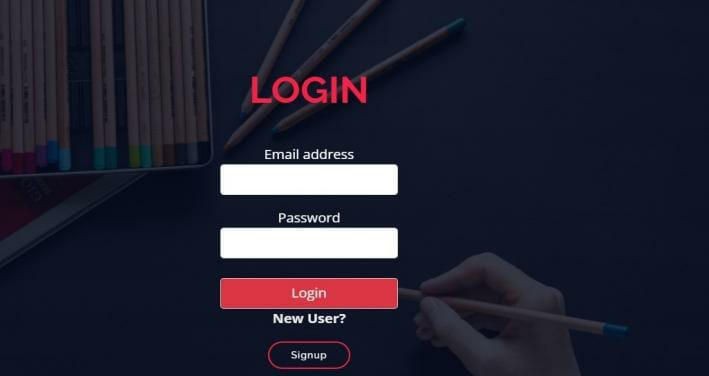 LOGIN
Email address
Password
Login
New User?
Signup